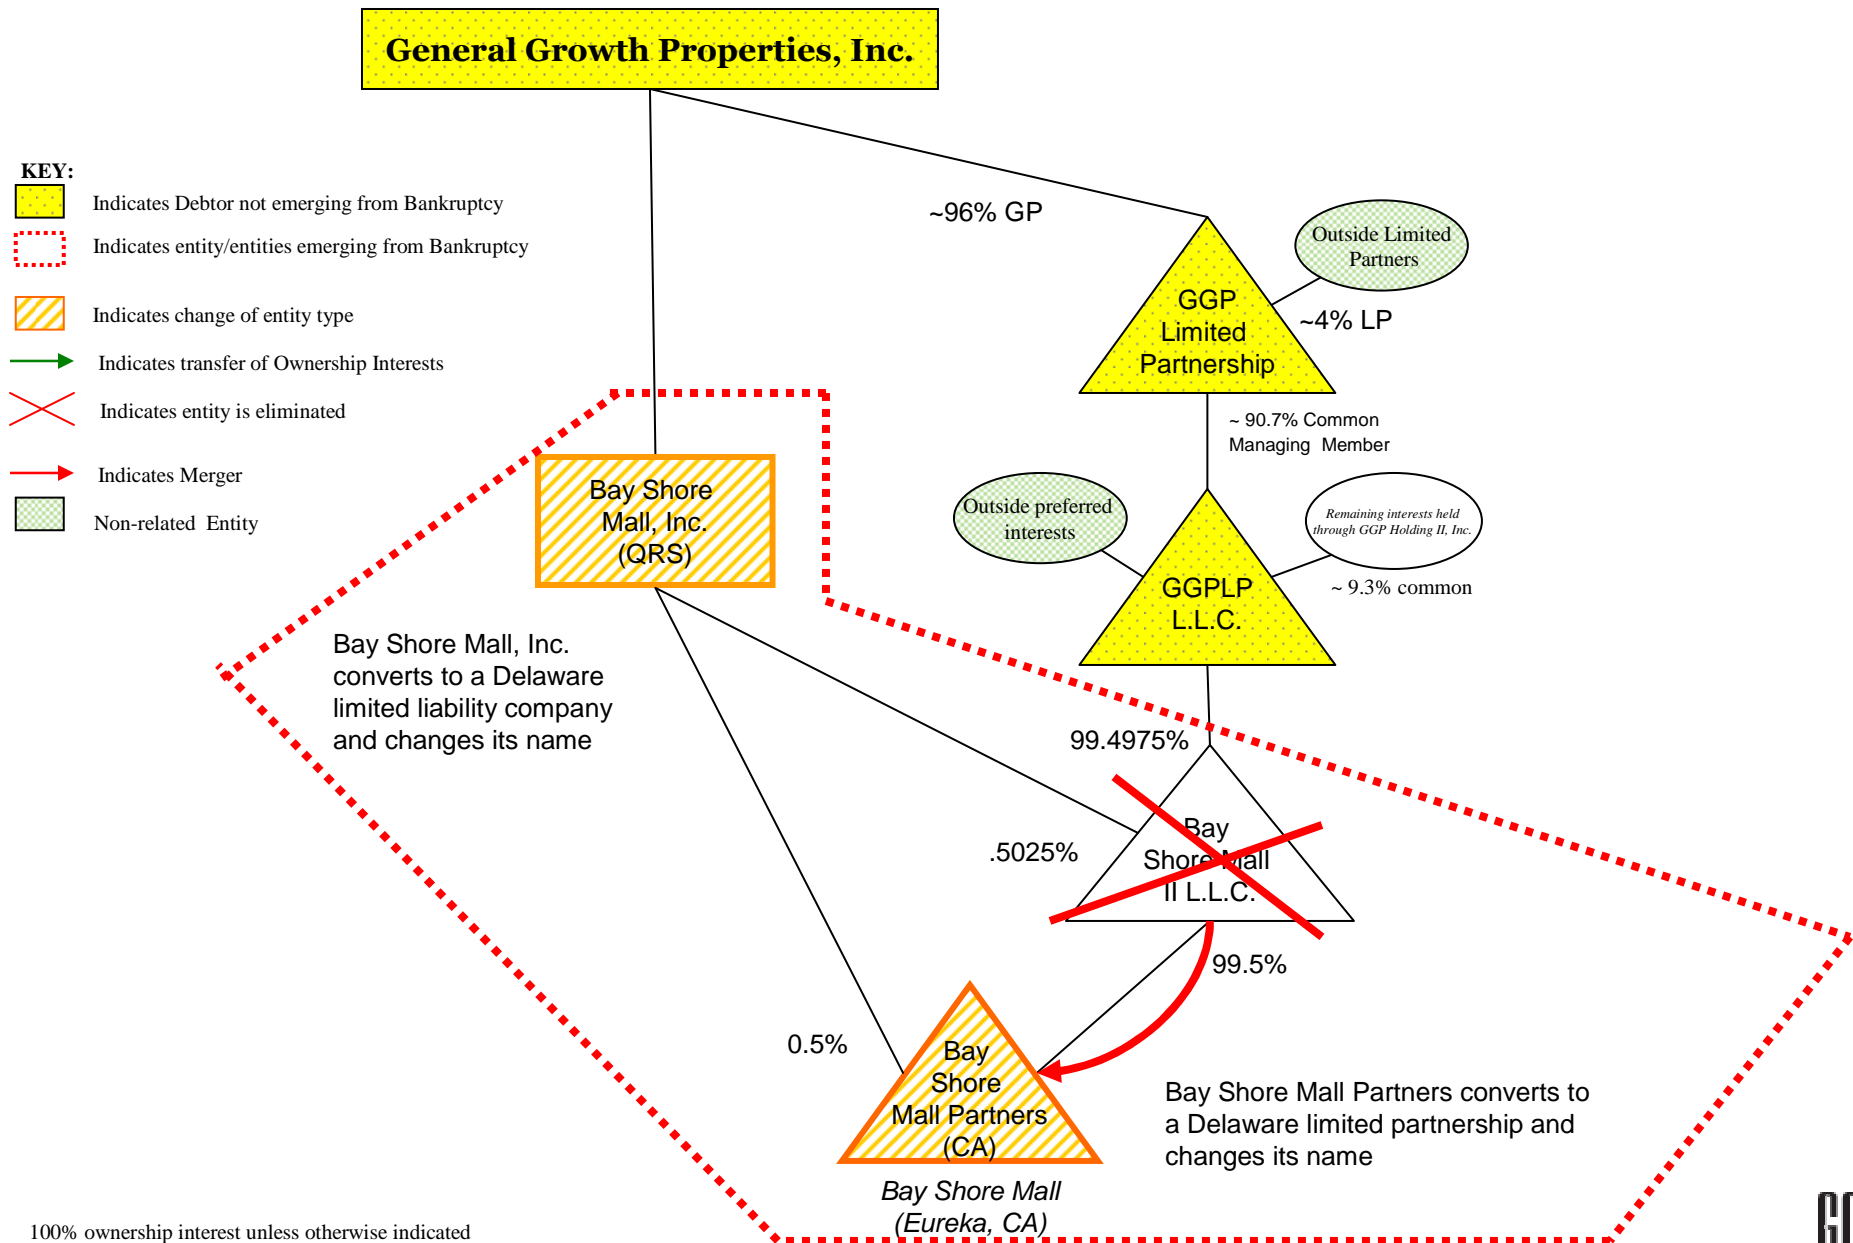 General Growth Properties, Inc.
KEY:
Indicates Debtor not emerging from Bankruptcy
Indicates entity/entities emerging from Bankruptcy
Indicates change of entity type
Indicates transfer of Ownership Interests
Indicates entity is eliminated
Indicates Merger
Non-related Entity
~96% GP
Outside Limited
Partners
GGP
Limited
Partnership
~4% LP
~ 90.7% Common
Managing Member
Bay Shore
Mall, Inc.
(QRS)
Outside preferred
interests
Remaining interests held
through GGP Holding II, Inc.
GGPLP
L.L.C.
~ 9.3% common
Bay Shore Mall, Inc.
converts to a Delaware
limited liability company
and changes its name
99.4975%
.5025%
Bay
Shore Mall
II L.L.C.
99.5%
0.5%
Bay
Shore
Mall Partners
(CA)
Bay Shore Mall Partners converts to
a Delaware limited partnership and
changes its name
Bay Shore Mall
(Eureka, CA)
100% ownership interest unless otherwise indicated